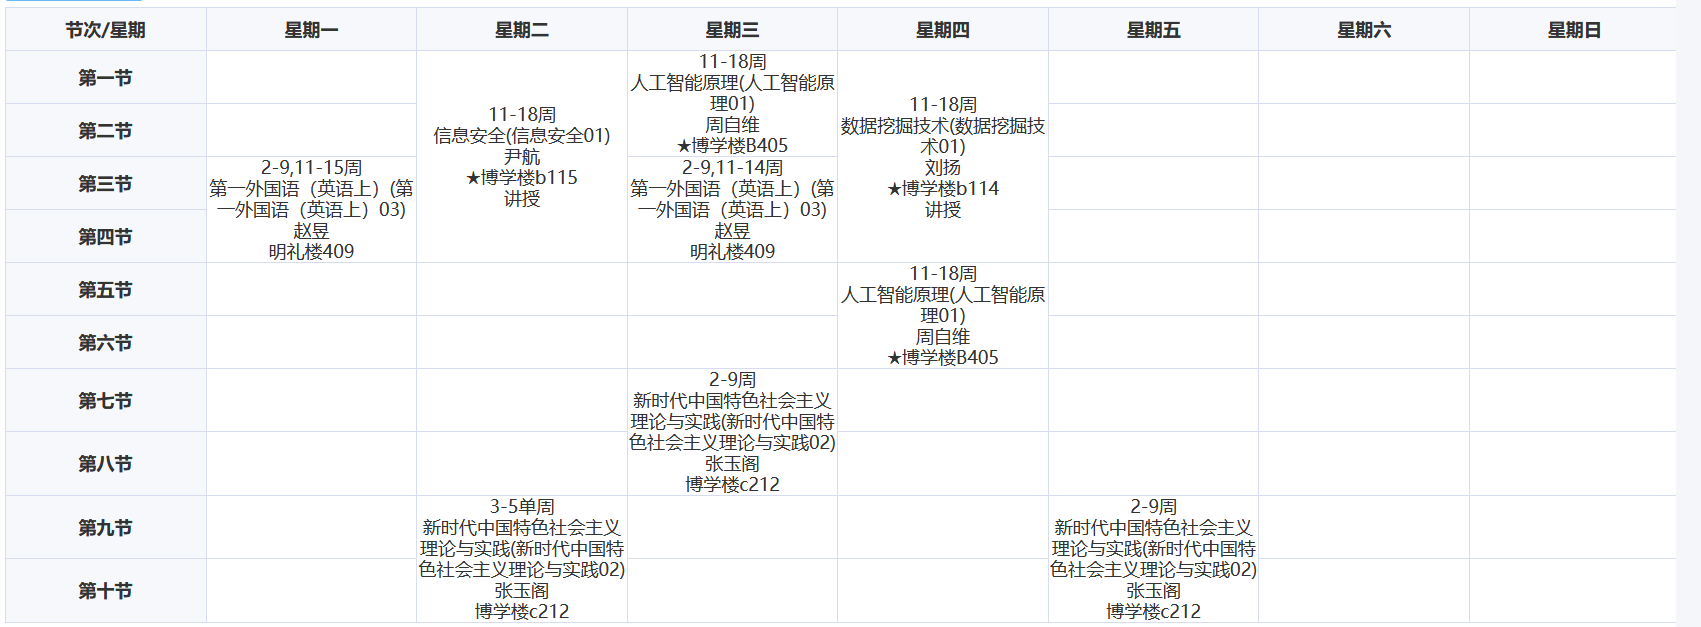 节次/星期
星期一
星期二
星期三
星期四
星期五
星期六
星期日
第一节
第二节
第三节
第四节
第五节
第六节
第七节
第八节
第九节
第十节
2-9,11-15周
第一外国语（英语上）(第
一外国语（英语上）03)
赵昱
明礼楼409
11-18周
信息安全(信息安全01)
尹航
★博学楼b115
讲授
3-5单周
新时代中国特色社会主义
理论与实践(新时代中国特
色社会主义理论与实践02)
张玉阁
博学楼c212
11-18周
人工智能原理(人工智能原
理01)
周自维
★博学楼B405
2-9,11-14周
第一外国语（英语上）(第
一外国语（英语上）03)
赵昱
明礼楼409
2-9周
新时代中国特色社会主义
理论与实践(新时代中国特
色社会主义理论与实践02)
张玉阁
博学楼c212
11-18周
数据挖掘技术(数据挖掘技
术01)
刘扬
★博学楼b114
讲授
11-18周
人工智能原理(人工智能原
理01)
周自维
★博学楼B405
2-9周
新时代中国特色社会主义
理论与实践(新时代中国特
色社会主义理论与实践02)
张玉阁
博学楼c212